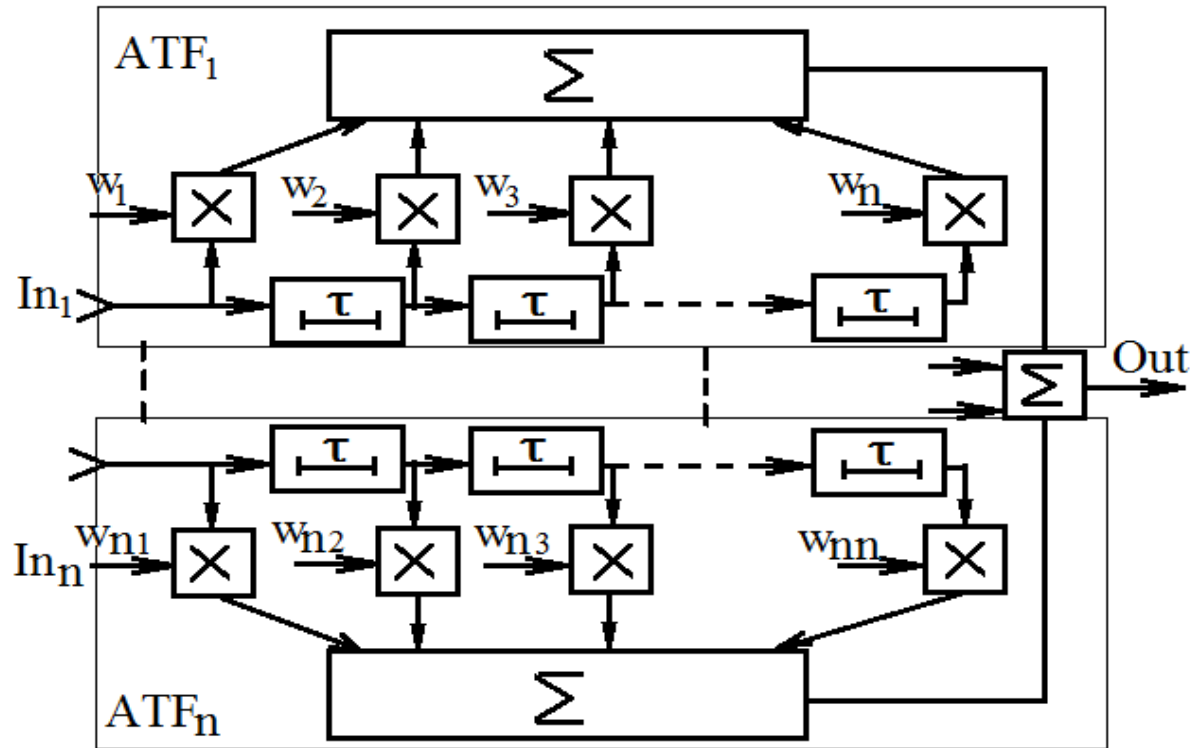 ATF₁
Σ
w₁ w₂ w₃ wₙ
In₁ τ τ τ
Σ Out
τ τ τ
Inₙ wₙ₁ wₙ₂ wₙ₃ wₙₙ
Σ
ATFₙ